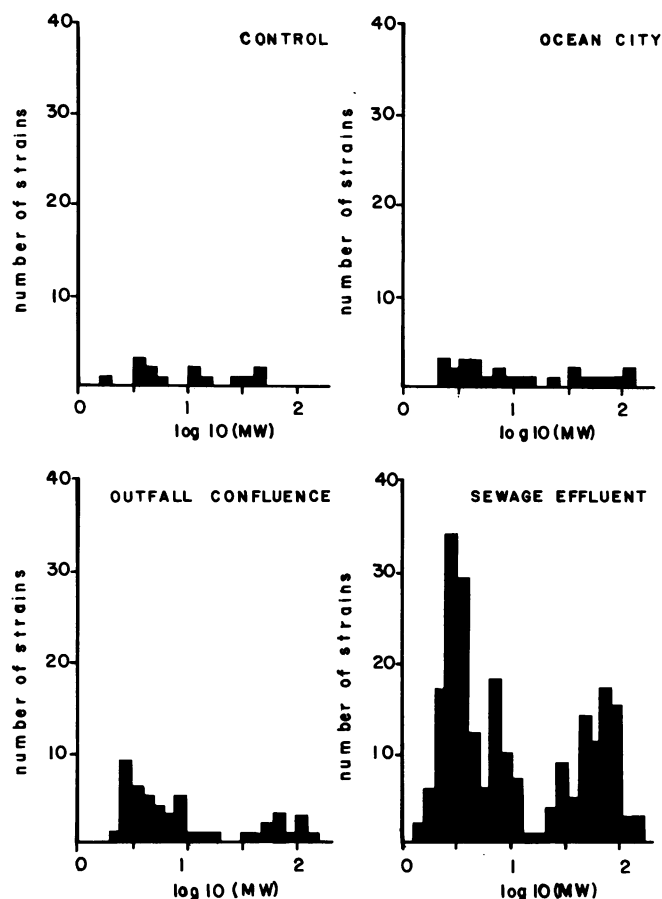 CONTROL
40
30
20
10
number of strains
0
1
2
log 10 (MW)
OCEAN CITY
40
30
20
10
number of strains
0
1
2
log 10 (MW)
OUTFALL CONFLUENCE
40
30
20
10
number of strains
0
1
2
log 10 (MW)
SEWAGE EFFLUENT
40
30
20
10
number of strains
0
1
2
log 10 (MW)